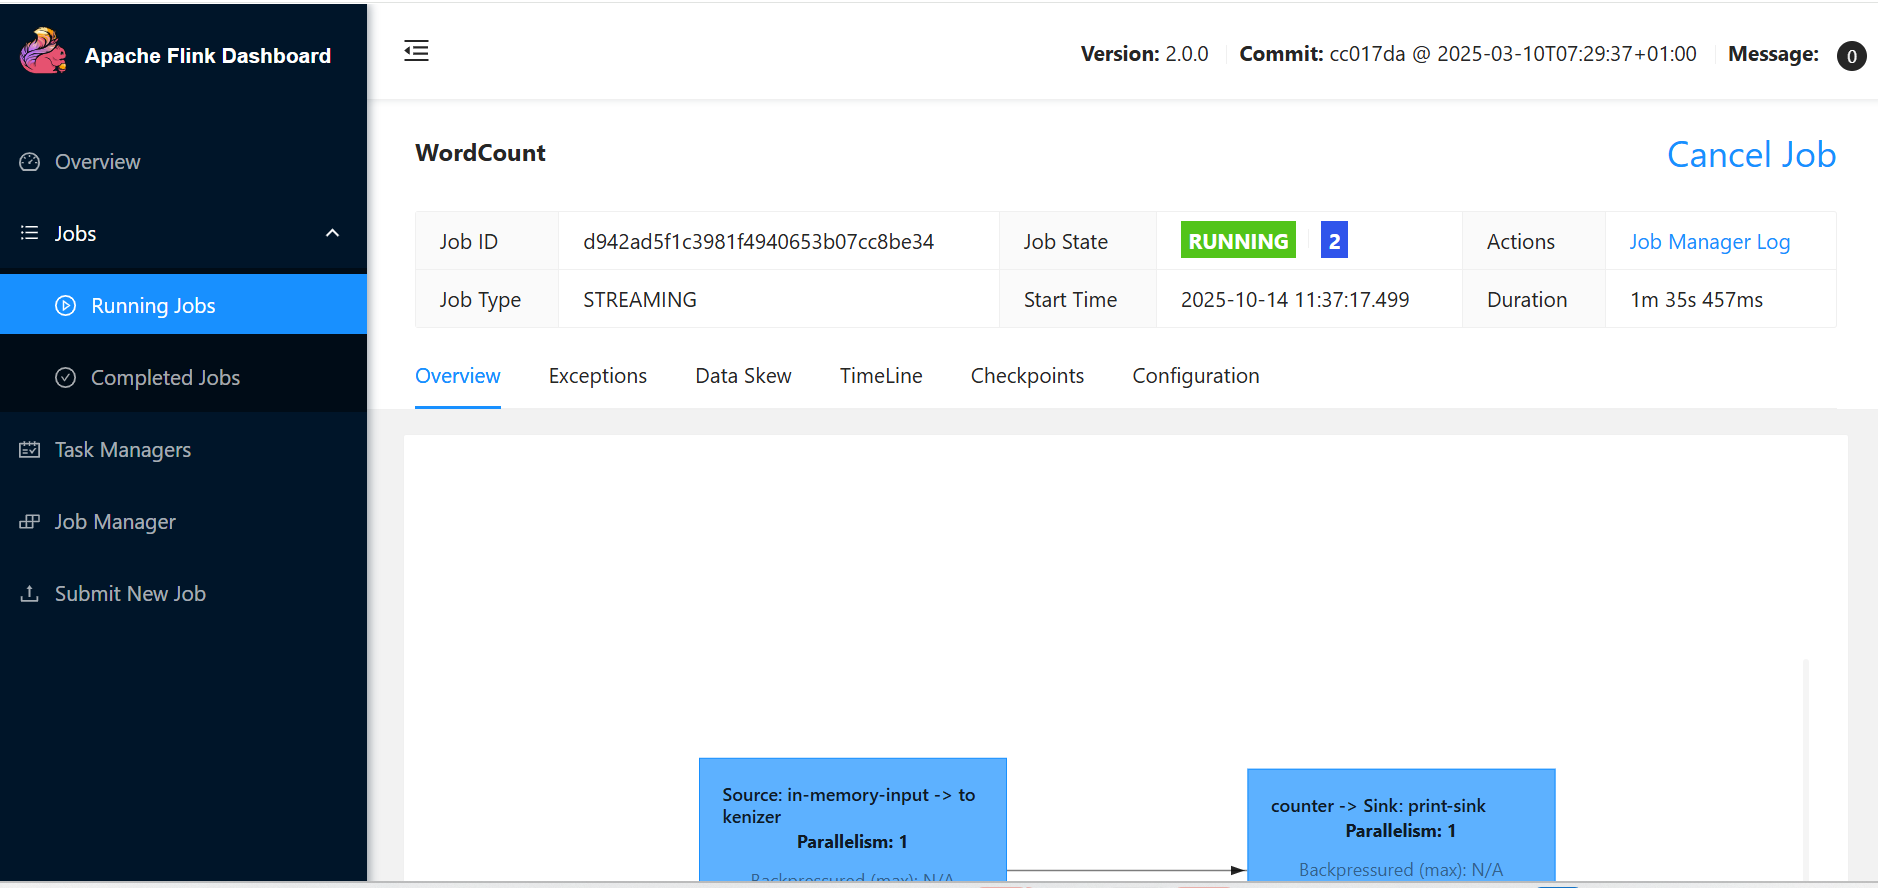 Apache Flink Dashboard
Version: 2.0.0 Commit: cc017da @ 2025-03-10T07:29:37+01:00 Message: 0
Overview
Jobs
Running Jobs
Completed Jobs
Task Managers
Job Manager
Submit New Job
WordCount
Cancel Job
Job ID d942ad5f1c3981f4940653b07cc8be34 Job State RUNNING 2 Actions Job Manager Log
Job Type STREAMING Start Time 2025-10-14 11:37:17.499 Duration 1m 35s 457ms
Overview Exceptions Data Skew TimeLine Checkpoints Configuration
Source: in-memory-input -> to
kenizer
Parallelism: 1
Backpressured (max): N/A
counter -> Sink: print-sink
Parallelism: 1
Backpressured (max): N/A